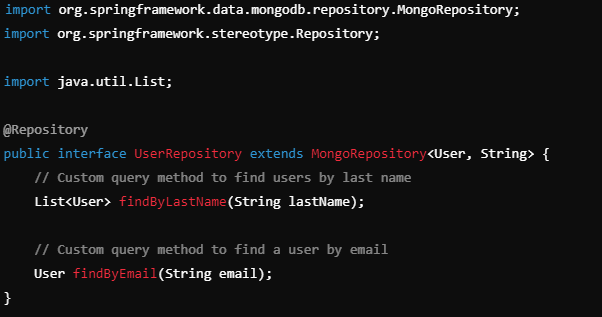 import org.springframework.data.mongodb.repository.MongoRepository;
import org.springframework.stereotype.Repository;
import java.util.List;
@Repository
public interface UserRepository extends MongoRepository<User, String> {
// Custom query method to find users by last name
List<User> findByLastName(String lastName);
// Custom query method to find a user by email
User findByEmail(String email);
}